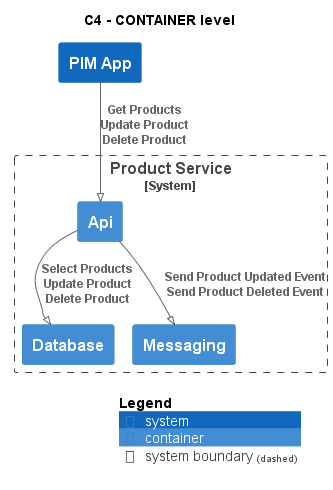 C4 - CONTAINER level
PIM App
Get Products
Update Product
Delete Product
Product Service
[System]
Api
Select Products
Update Product
Delete Product
Send Product Updated Event
Send Product Deleted Event
Database
Messaging
Legend
system
container
system boundary (dashed)